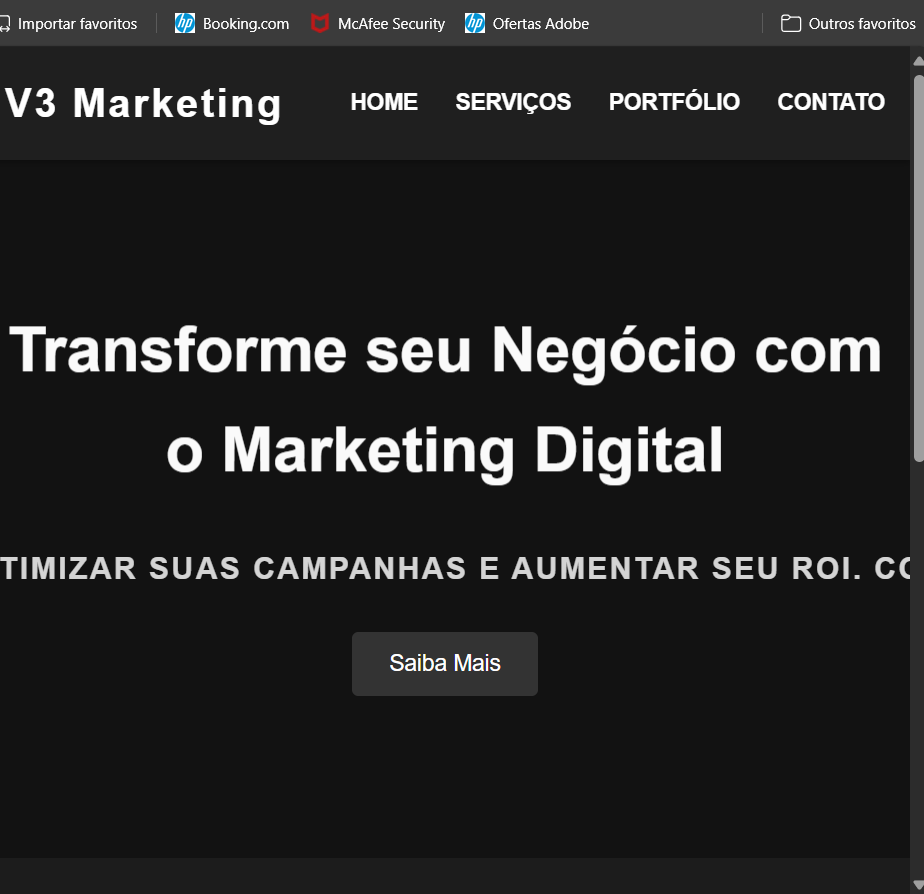 Importar favoritos Booking.com McAfee Security Ofertas Adobe Outros favoritos
V3 Marketing HOME SERVIÇOS PORTFÓLIO CONTATO
Transforme seu Negócio com
o Marketing Digital
TIMIZAR SUAS CAMPANHAS E AUMENTAR SEU ROI. CO
Saiba Mais